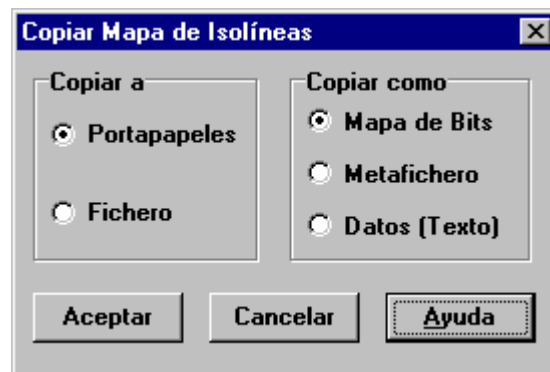 Copiar Mapa de Isolíneas
Copiar a
Portapapeles
Fichero
Copiar como
Mapa de Bits
Metafichero
Datos (Texto)
Aceptar
Cancelar
Ayuda